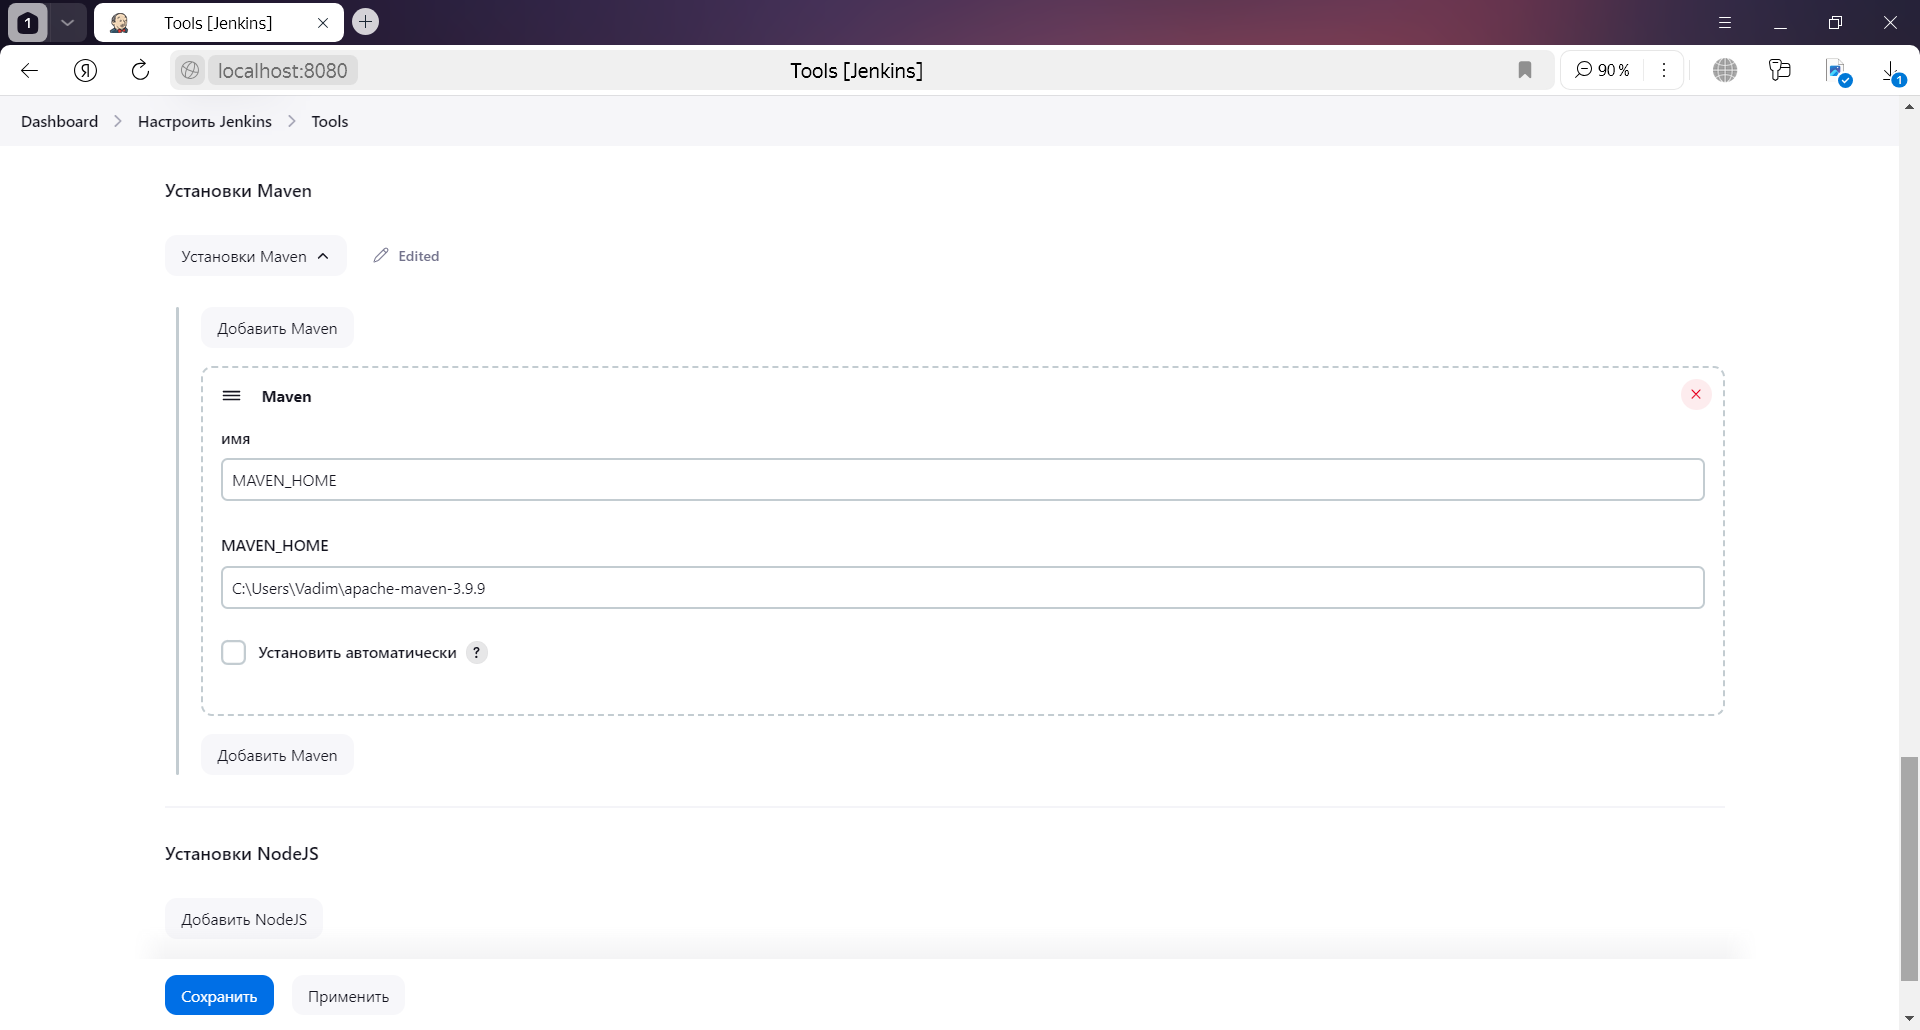 1
Tools [Jenkins]
localhost:8080
Tools [Jenkins]
90 %
1
Dashboard
Настроить Jenkins
Tools
Установки Maven
Установки Maven
Edited
Добавить Maven
Maven
имя
MAVEN_HOME
MAVEN_HOME
C:\Users\Vadim\apache-maven-3.9.9
Установить автоматически ?
Добавить Maven
Установки NodeJS
Добавить NodeJS
Сохранить
Применить